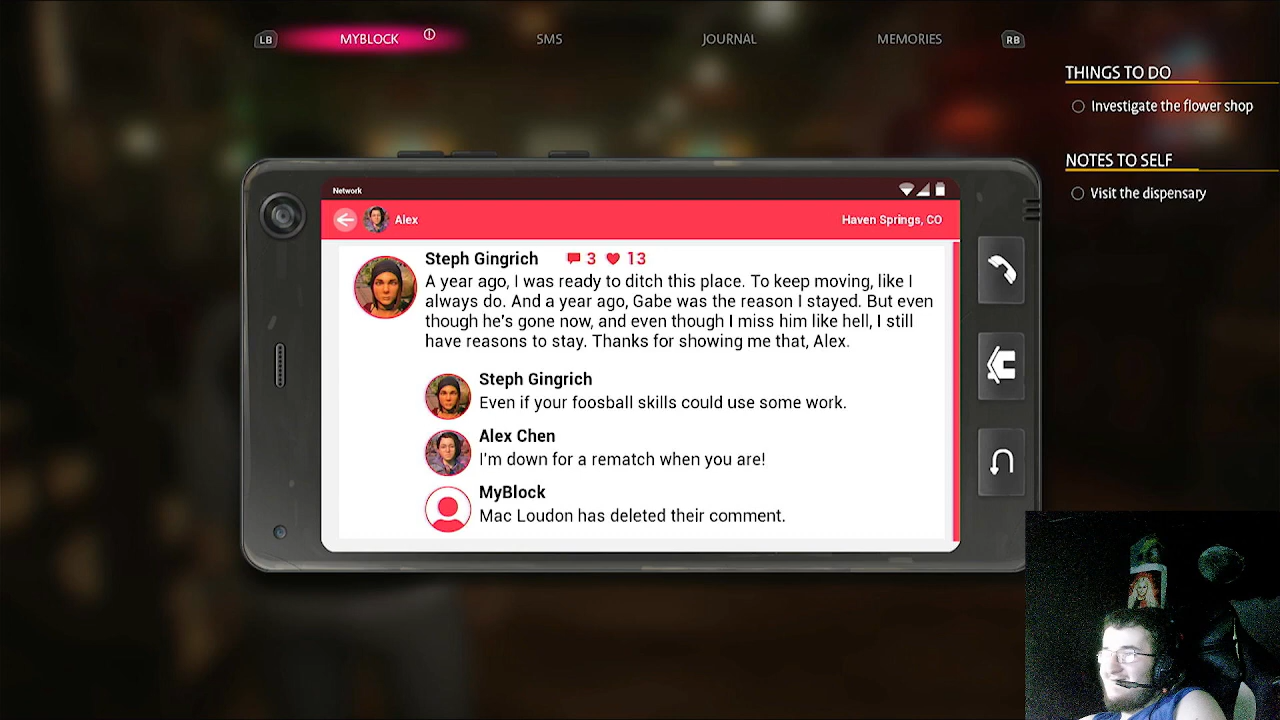 LB
MYBLOCK
SMS
JOURNAL
MEMORIES
RB
THINGS TO DO
Investigate the flower shop
NOTES TO SELF
Visit the dispensary
Network
Alex
Haven Springs, CO
Steph Gingrich 3 13
A year ago, I was ready to ditch this place. To keep moving, like I
always do. And a year ago, Gabe was the reason I stayed. But even
though he's gone now, and even though I miss him like hell, I still
have reasons to stay. Thanks for showing me that, Alex.
Steph Gingrich
Even if your foosball skills could use some work.
Alex Chen
I'm down for a rematch when you are!
MyBlock
Mac Loudon has deleted their comment.